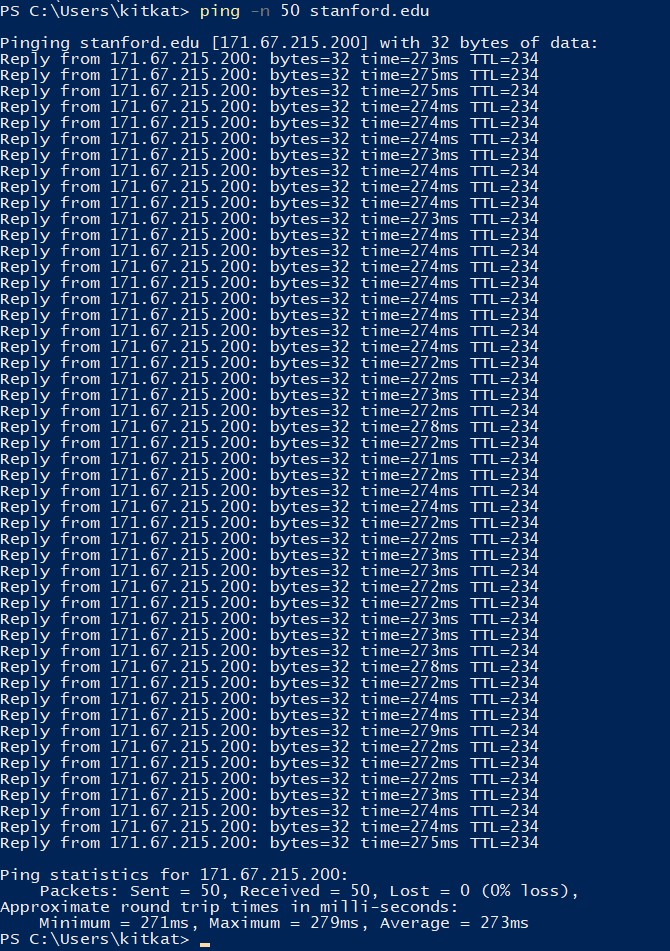 PS C:\Users\kitkat> ping -n 50 stanford.edu
Pinging stanford.edu [171.67.215.200] with 32 bytes of data:
Reply from 171.67.215.200: bytes=32 time=273ms TTL=234
Reply from 171.67.215.200: bytes=32 time=275ms TTL=234
Reply from 171.67.215.200: bytes=32 time=275ms TTL=234
Reply from 171.67.215.200: bytes=32 time=274ms TTL=234
Reply from 171.67.215.200: bytes=32 time=274ms TTL=234
Reply from 171.67.215.200: bytes=32 time=274ms TTL=234
Reply from 171.67.215.200: bytes=32 time=273ms TTL=234
Reply from 171.67.215.200: bytes=32 time=274ms TTL=234
Reply from 171.67.215.200: bytes=32 time=274ms TTL=234
Reply from 171.67.215.200: bytes=32 time=274ms TTL=234
Reply from 171.67.215.200: bytes=32 time=273ms TTL=234
Reply from 171.67.215.200: bytes=32 time=274ms TTL=234
Reply from 171.67.215.200: bytes=32 time=274ms TTL=234
Reply from 171.67.215.200: bytes=32 time=274ms TTL=234
Reply from 171.67.215.200: bytes=32 time=274ms TTL=234
Reply from 171.67.215.200: bytes=32 time=274ms TTL=234
Reply from 171.67.215.200: bytes=32 time=274ms TTL=234
Reply from 171.67.215.200: bytes=32 time=274ms TTL=234
Reply from 171.67.215.200: bytes=32 time=274ms TTL=234
Reply from 171.67.215.200: bytes=32 time=272ms TTL=234
Reply from 171.67.215.200: bytes=32 time=272ms TTL=234
Reply from 171.67.215.200: bytes=32 time=273ms TTL=234
Reply from 171.67.215.200: bytes=32 time=272ms TTL=234
Reply from 171.67.215.200: bytes=32 time=278ms TTL=234
Reply from 171.67.215.200: bytes=32 time=272ms TTL=234
Reply from 171.67.215.200: bytes=32 time=271ms TTL=234
Reply from 171.67.215.200: bytes=32 time=272ms TTL=234
Reply from 171.67.215.200: bytes=32 time=274ms TTL=234
Reply from 171.67.215.200: bytes=32 time=274ms TTL=234
Reply from 171.67.215.200: bytes=32 time=272ms TTL=234
Reply from 171.67.215.200: bytes=32 time=272ms TTL=234
Reply from 171.67.215.200: bytes=32 time=273ms TTL=234
Reply from 171.67.215.200: bytes=32 time=273ms TTL=234
Reply from 171.67.215.200: bytes=32 time=272ms TTL=234
Reply from 171.67.215.200: bytes=32 time=272ms TTL=234
Reply from 171.67.215.200: bytes=32 time=273ms TTL=234
Reply from 171.67.215.200: bytes=32 time=273ms TTL=234
Reply from 171.67.215.200: bytes=32 time=273ms TTL=234
Reply from 171.67.215.200: bytes=32 time=278ms TTL=234
Reply from 171.67.215.200: bytes=32 time=272ms TTL=234
Reply from 171.67.215.200: bytes=32 time=274ms TTL=234
Reply from 171.67.215.200: bytes=32 time=274ms TTL=234
Reply from 171.67.215.200: bytes=32 time=279ms TTL=234
Reply from 171.67.215.200: bytes=32 time=272ms TTL=234
Reply from 171.67.215.200: bytes=32 time=272ms TTL=234
Reply from 171.67.215.200: bytes=32 time=272ms TTL=234
Reply from 171.67.215.200: bytes=32 time=273ms TTL=234
Reply from 171.67.215.200: bytes=32 time=274ms TTL=234
Reply from 171.67.215.200: bytes=32 time=274ms TTL=234
Reply from 171.67.215.200: bytes=32 time=275ms TTL=234
Ping statistics for 171.67.215.200:
    Packets: Sent = 50, Received = 50, Lost = 0 (0% loss),
Approximate round trip times in milli-seconds:
    Minimum = 271ms, Maximum = 279ms, Average = 273ms
PS C:\Users\kitkat>